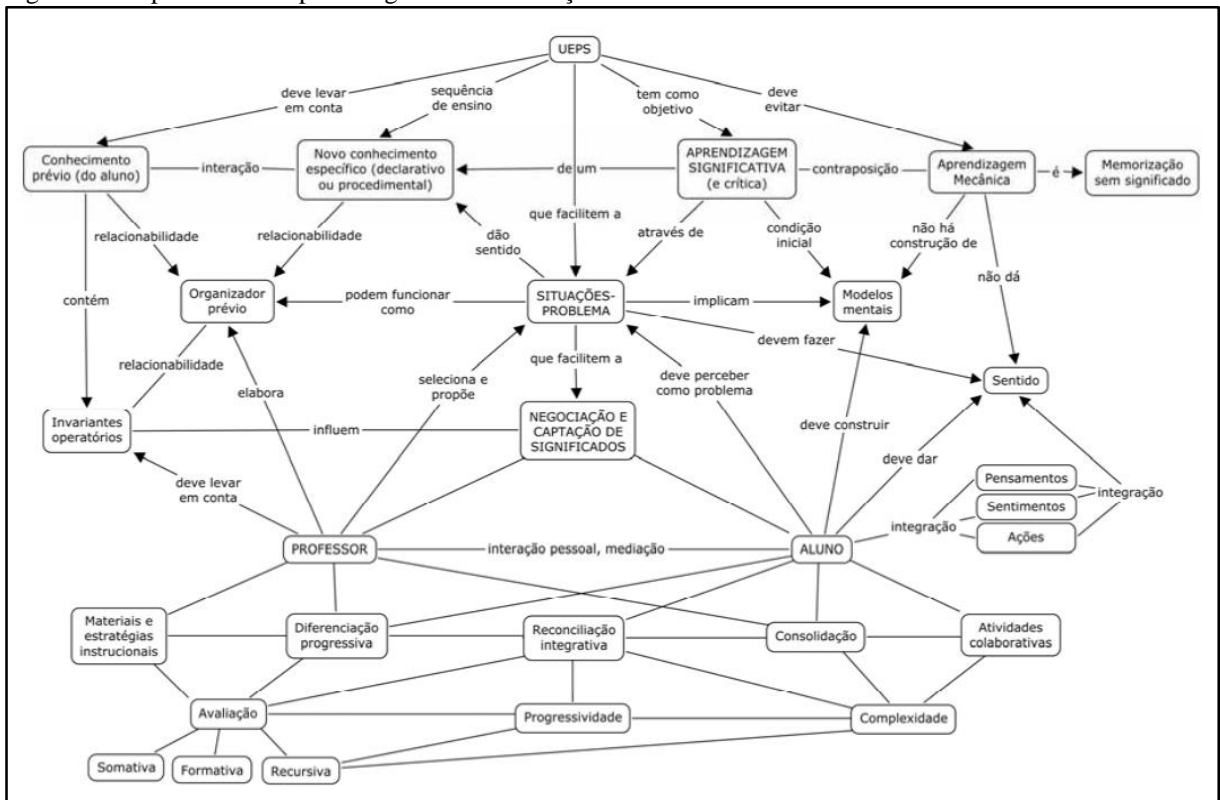 UEPS
deve levar
em conta
sequência
de ensino
tem como
objetivo
deve
evitar
Conhecimento
prévio (do aluno)
interação
Novo conhecimento
específico (declarativo
ou procedimental)
de um
APRENDIZAGEM
SIGNIFICATIVA
(e crítica)
contraposição
Aprendizagem
Mecânica
é
Memorização
sem significado
que facilitem a
relacionabilidade
relacionabilidade
dão
sentido
através de
condição
inicial
não há
construção de
não dá
contém
Organizador
prévio
podem funcionar
como
SITUAÇÕES-
PROBLEMA
implicam
Modelos
mentais
devem fazer
relacionabilidade
que facilitem a
elabora
seleciona e
propõe
deve perceber
como problema
Sentido
Invariantes
operatórios
influem
NEGOCIAÇÃO E
CAPTAÇÃO DE
SIGNIFICADOS
deve construir
deve dar
deve levar
em conta
Pensamentos
Sentimentos
Ações
integração
integração
PROFESSOR
interação pessoal, mediação
ALUNO
Materiais e
estratégias
instrucionais
Diferenciação
progressiva
Reconciliação
integrativa
Consolidação
Atividades
colaborativas
Avaliação
Progressividade
Complexidade
Somativa
Formativa
Recursiva